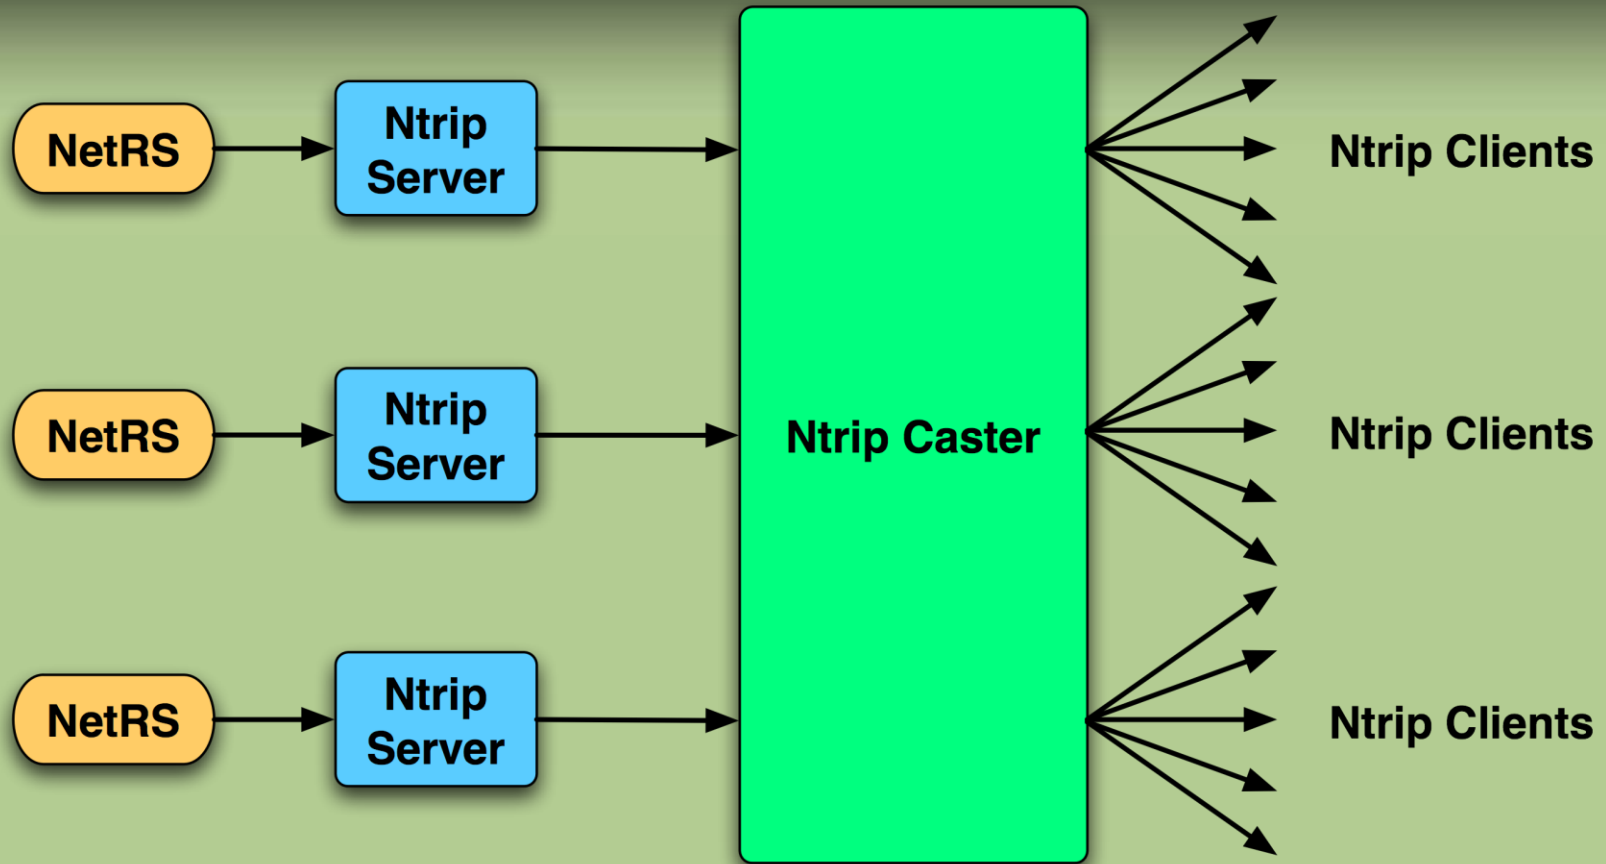 NetRS
Ntrip
Server
Ntrip Clients
NetRS
Ntrip
Server
Ntrip Caster
Ntrip Clients
NetRS
Ntrip
Server
Ntrip Clients